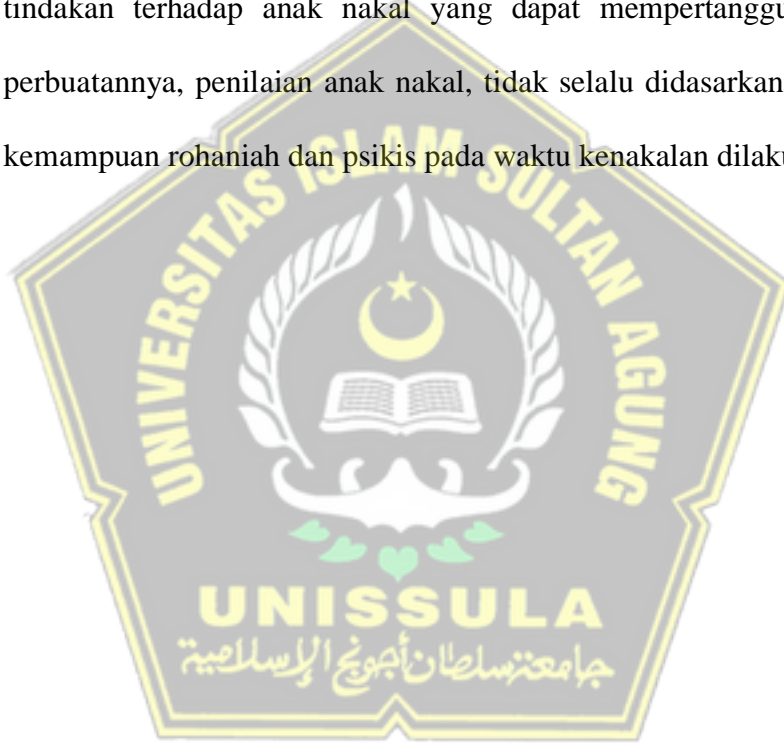 tindakan terhadap anak nakal yang dapat mempertanggu
perbuatannya, penilaian anak nakal, tidak selalu didasarkan
kemampuan rohaniah dan psikis pada waktu kenakalan dilaku
UNIVERSITAS ISLAM SULTAN AGUNG
UNISSULA
جامعة سلطان أجونج الإسلامية